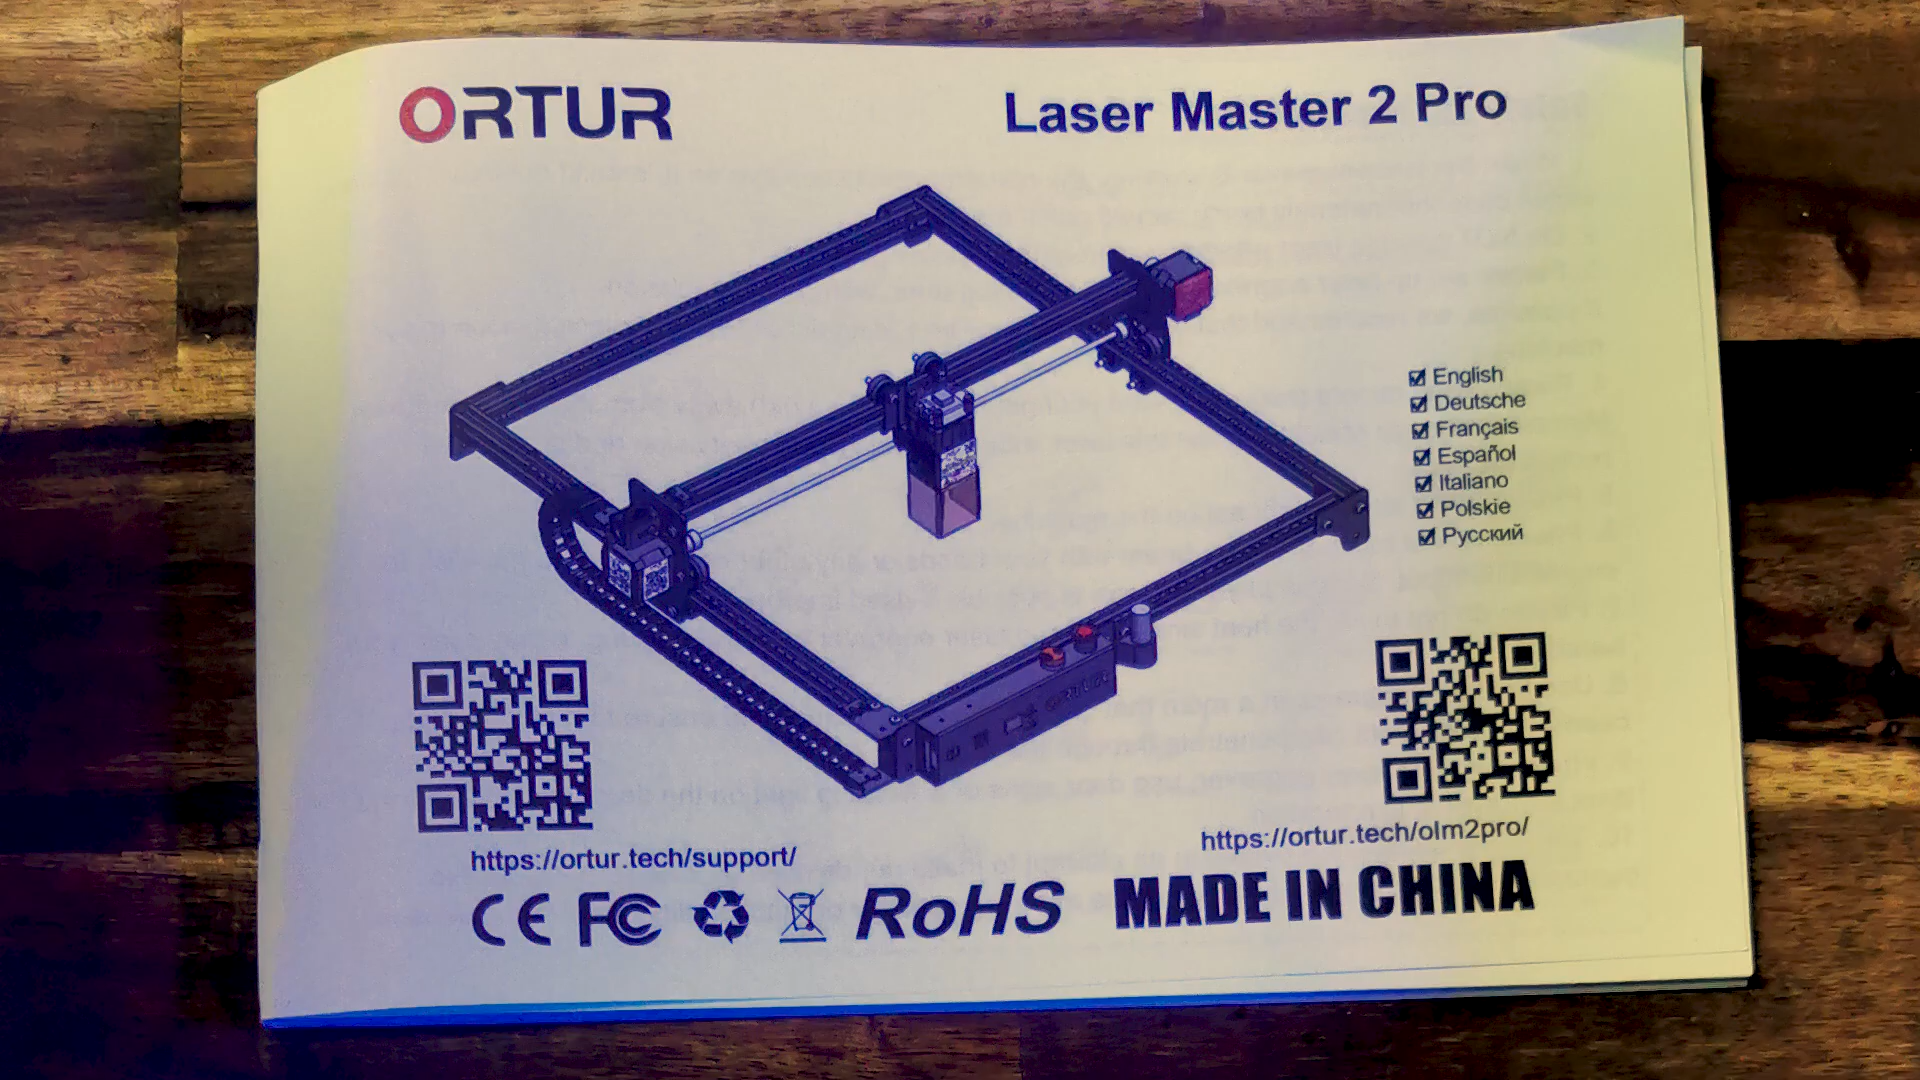 ORTUR
Laser Master 2 Pro
English
Deutsche
Français
Español
Italiano
Polskie
Русский
ORTUR
https://ortur.tech/support/
https://ortur.tech/olm2pro/
CE FC RoHS MADE IN CHINA